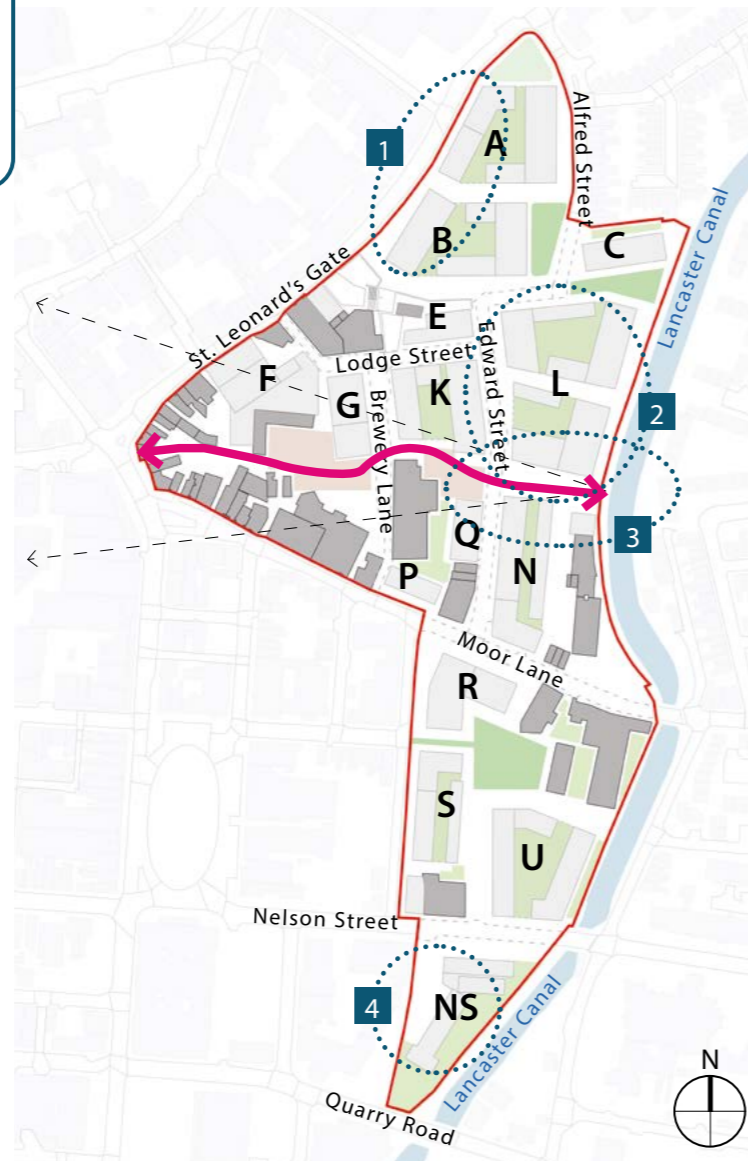 Alfred Street
A
1
Lancaster Canal
B
C
St. Leonard's Gate
E
Edward Street
Lodge Street
F
G
K
L
Brewery Lane
2
3
Q
N
P
Moor Lane
R
S
U
Nelson Street
4
NS
Lancaster Canal
N
Quarry Road